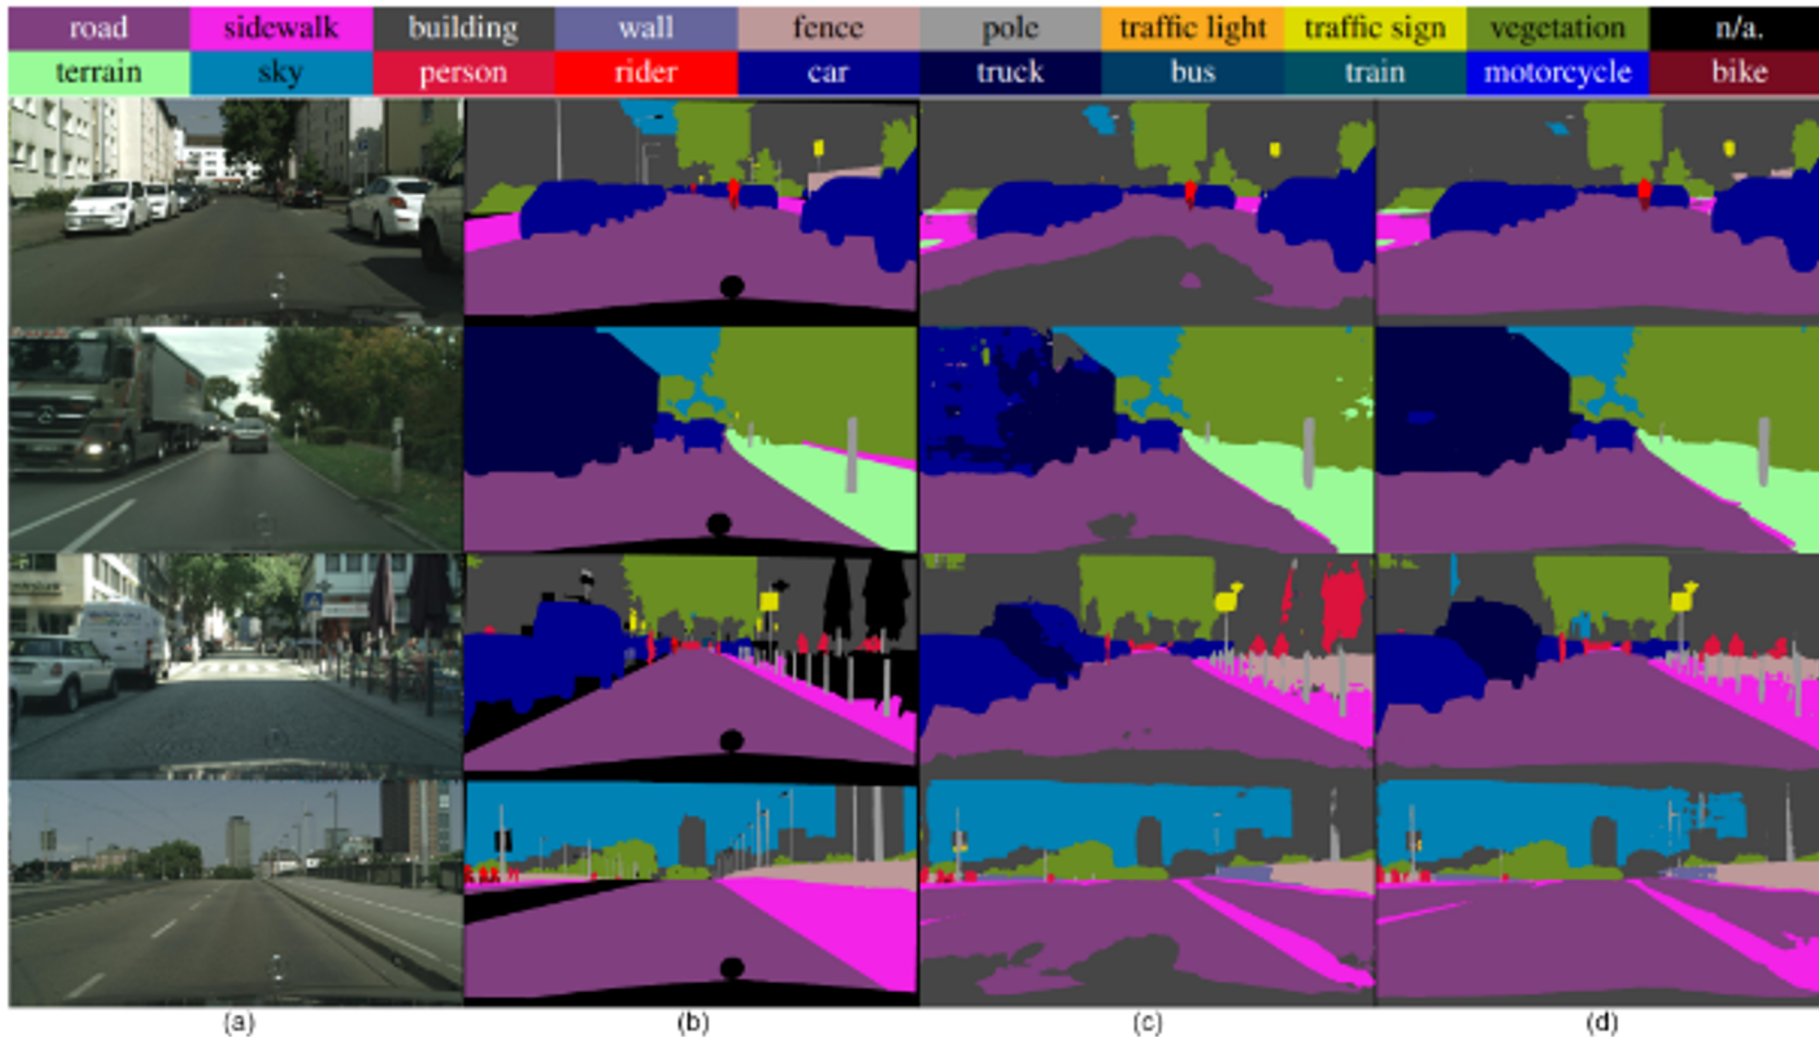 road sidewalk building wall fence pole traffic light traffic sign vegetation n/a.
terrain sky person rider car truck bus train motorcycle bike
(a) (b) (c) (d)